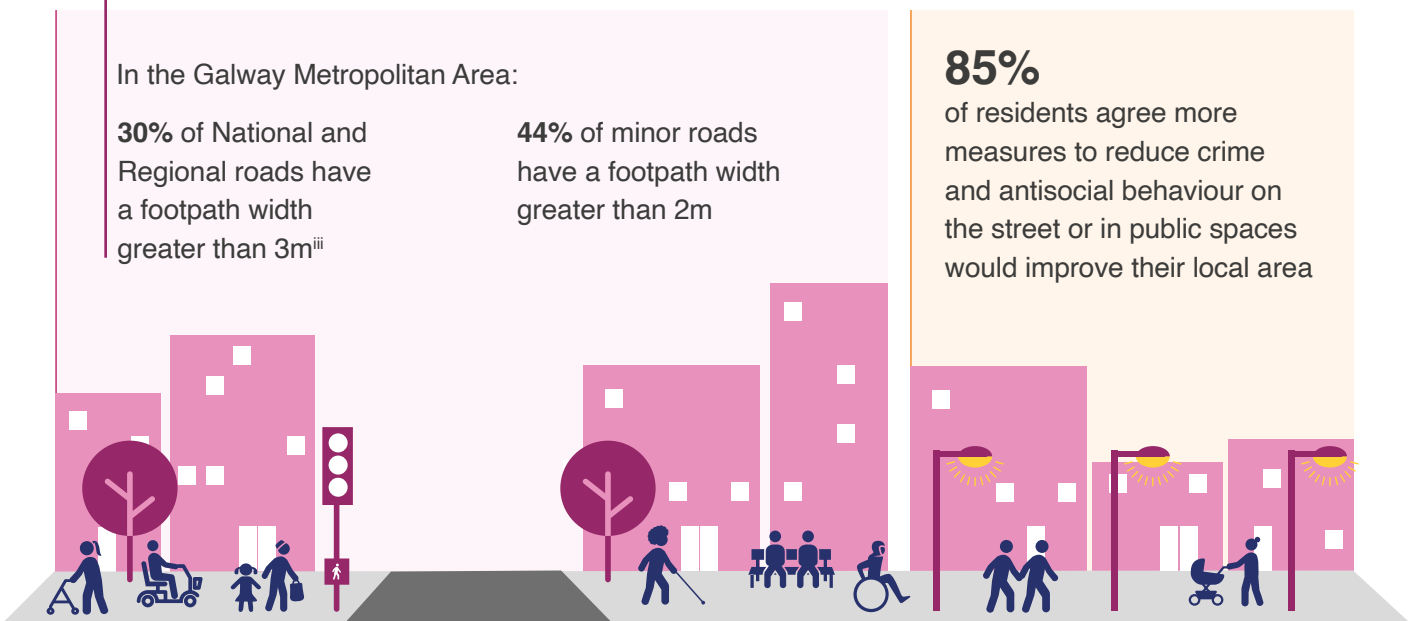 In the Galway Metropolitan Area:
30% of National and
Regional roads have
a footpath width
greater than 3miii
44% of minor roads
have a footpath width
greater than 2m
85%
of residents agree more
measures to reduce crime
and antisocial behaviour on
the street or in public spaces
would improve their local area